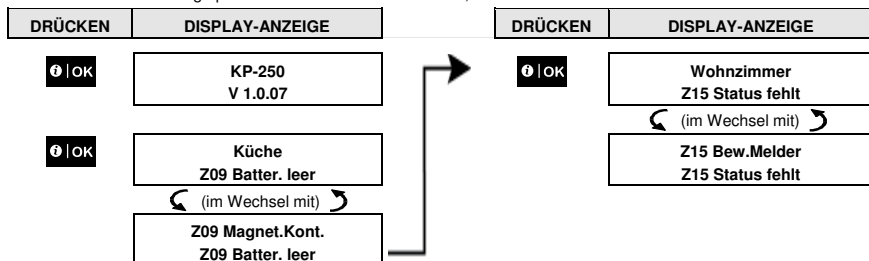 DRÜCKEN DISPLAY-ANZEIGE
OK KP-250
V 1.0.07
OK Küche
Z09 Batter. leer
(im Wechsel mit)
Z09 Magnet.Kont.
Z09 Batter. leer
DRÜCKEN DISPLAY-ANZEIGE
OK Wohnzimmer
Z15 Status fehlt
(im Wechsel mit)
Z15 Bew.Melder
Z15 Status fehlt